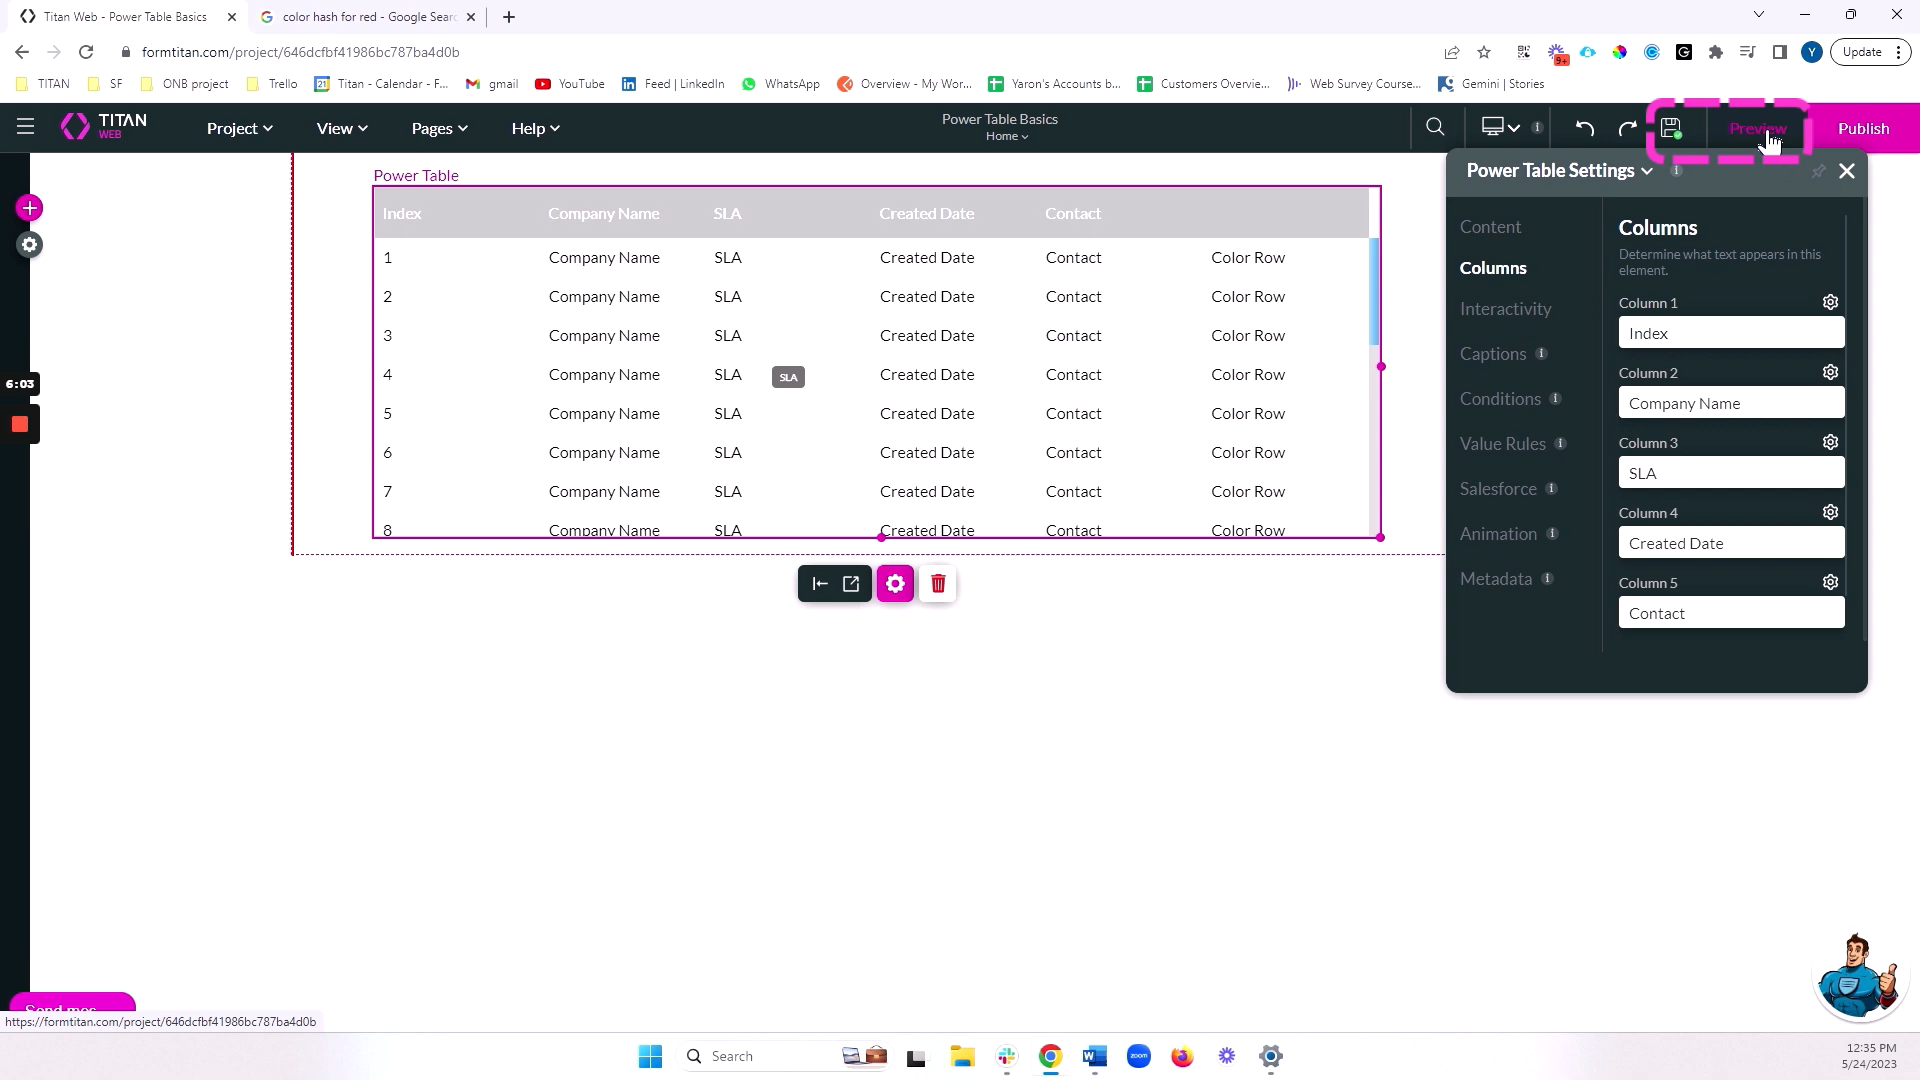 Titan Web - Power Table Basics
color hash for red - Google Searc
formtitan.com/project/646dcfbf41986bc787ba4d0b
9+
G
Y
Update
TITAN
SF
ONB project
Trello
21
Titan - Calendar - F...
gmail
YouTube
Feed | LinkedIn
WhatsApp
Overview - My Wor...
Yaron's Accounts b...
Customers Overvie...
Web Survey Course...
Gemini | Stories
TITAN
WEB
Project
View
Pages
Help
Power Table Basics
Home
Preview
Publish
Power Table
Index Company Name SLA Created Date Contact
1 Company Name SLA Created Date Contact Color Row
2 Company Name SLA Created Date Contact Color Row
3 Company Name SLA Created Date Contact Color Row
4 Company Name SLA Created Date Contact Color Row
SLA
5 Company Name SLA Created Date Contact Color Row
6 Company Name SLA Created Date Contact Color Row
7 Company Name SLA Created Date Contact Color Row
8 Company Name SLA Created Date Contact Color Row
6:03
Power Table Settings
Content
Columns
Interactivity
Captions
Conditions
Value Rules
Salesforce
Animation
Metadata
Columns
Determine what text appears in this
element.
Column 1
Index
Column 2
Company Name
Column 3
SLA
Column 4
Created Date
Column 5
Contact
https://formtitan.com/project/646dcfbf41986bc787ba4d0b
Search
zoom
12:35 PM
5/24/2023